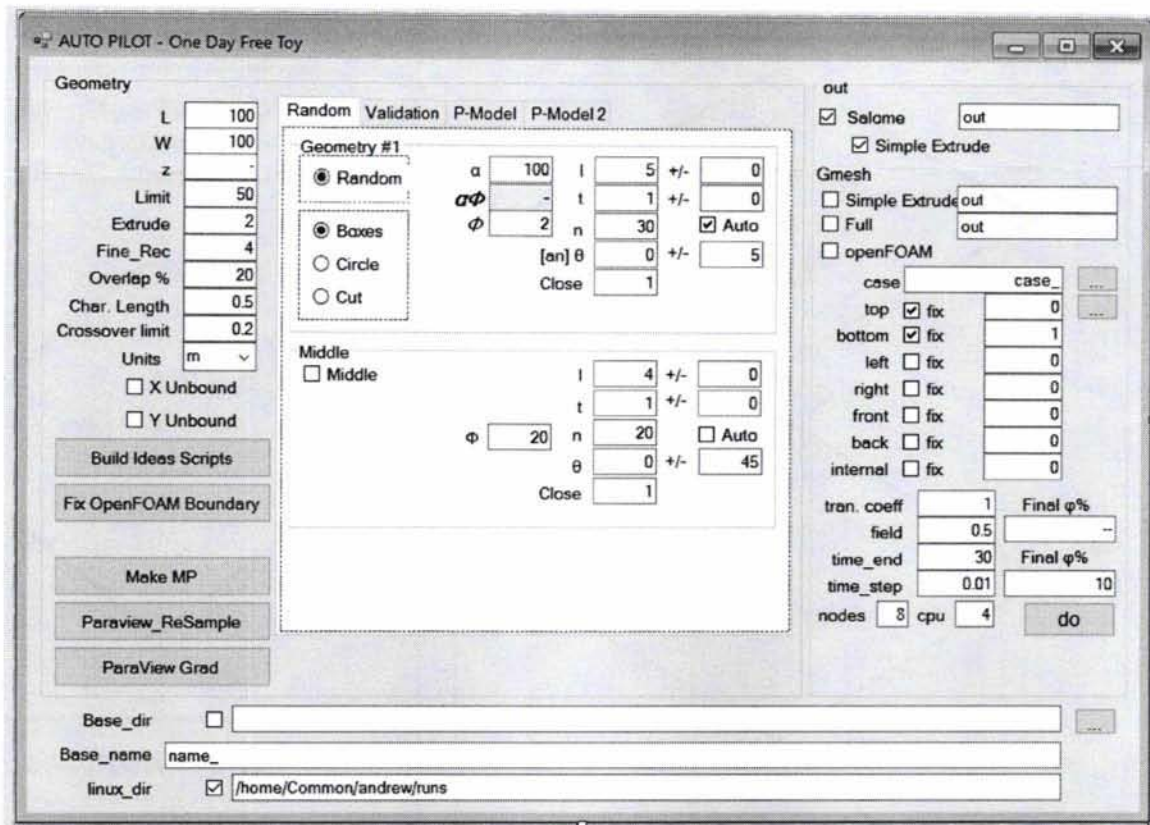 AUTO PILOT - One Day Free Toy
Geometry
L 100
W 100
z -
Limit 50
Extrude 2
Fine_Rec 4
Overlap % 20
Char. Length 0.5
Crossover limit 0.2
Units m
X Unbound
Y Unbound
Build Ideas Scripts
Fix OpenFOAM Boundary
Make MP
Paraview_ReSample
ParaView Grad
Random Validation P-Model P-Model 2
Geometry #1
Random
Boxes
Circle
Cut
α 100 l 5 +/- 0
αΦ - t 1 +/- 0
Φ 2 n 30 Auto
[an] θ 0 +/- 5
Close 1
Middle
Middle
l 4 +/- 0
t 1 +/- 0
Φ 20 n 20 Auto
θ 0 +/- 45
Close 1
out
Salome out
Simple Extrude
Gmesh
Simple Extrude out
Full out
openFOAM
case case_ ...
top fix 0 ...
bottom fix 1
left fix 0
right fix 0
front fix 0
back fix 0
internal fix 0
tran. coeff 1 Final φ%
field 0.5 --
time_end 30 Final φ%
time_step 0.01 10
nodes 8 cpu 4 do
Base_dir ...
Base_name name_
linux_dir /home/Common/andrew/runs